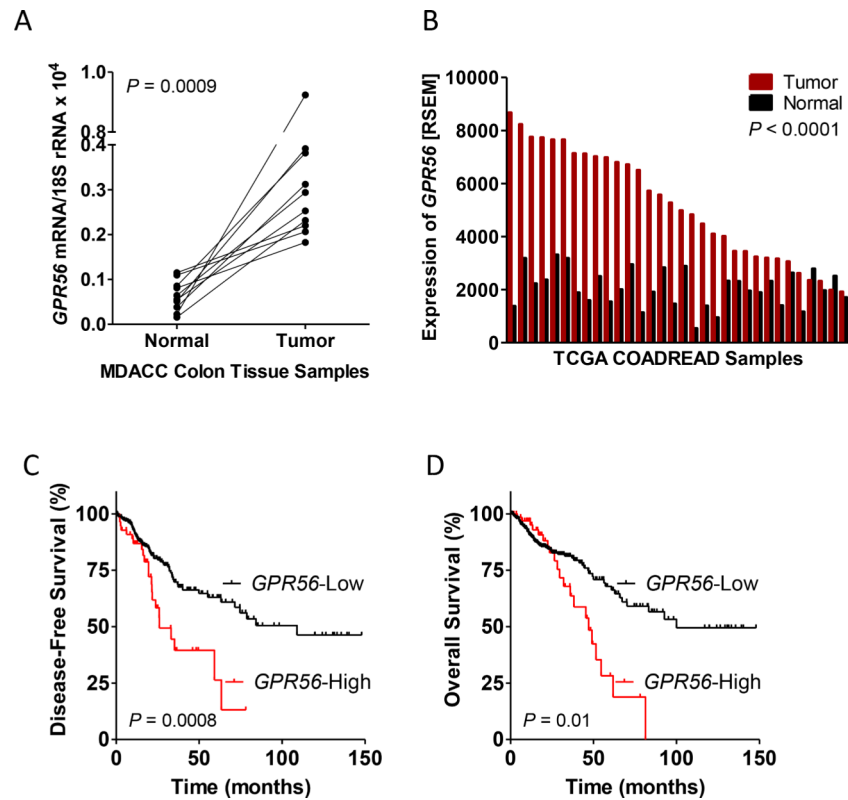 A
GPR56 mRNA/18S rRNA x 10⁴
P = 0.0009
1.0
0.8
0.4
0.3
0.2
0.1
0.0
Normal Tumor
MDACC Colon Tissue Samples
B
Expression of GPR56 [RSEM]
10000
8000
6000
4000
2000
0
Tumor
Normal
P < 0.0001
TCGA COADREAD Samples
C
Disease-Free Survival (%)
100
75
50
25
0
GPR56-Low
GPR56-High
P = 0.0008
0 50 100 150
Time (months)
D
Overall Survival (%)
100
75
50
25
0
GPR56-Low
GPR56-High
P = 0.01
0 50 100 150
Time (months)